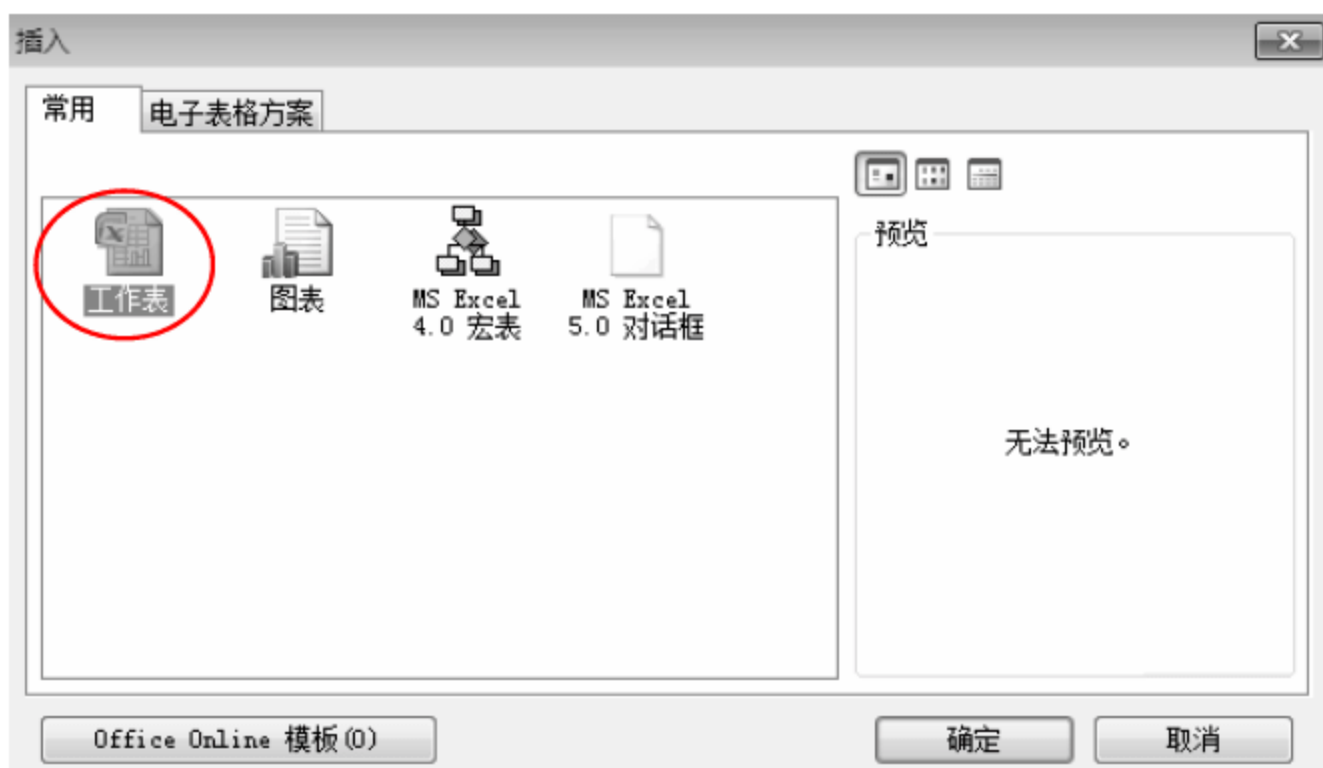 插入
常用
电子表格方案
预览
工作表
图表
MS Excel
4.0 宏表
MS Excel
5.0 对话框
无法预览。
Office Online 模板(O)
确定
取消